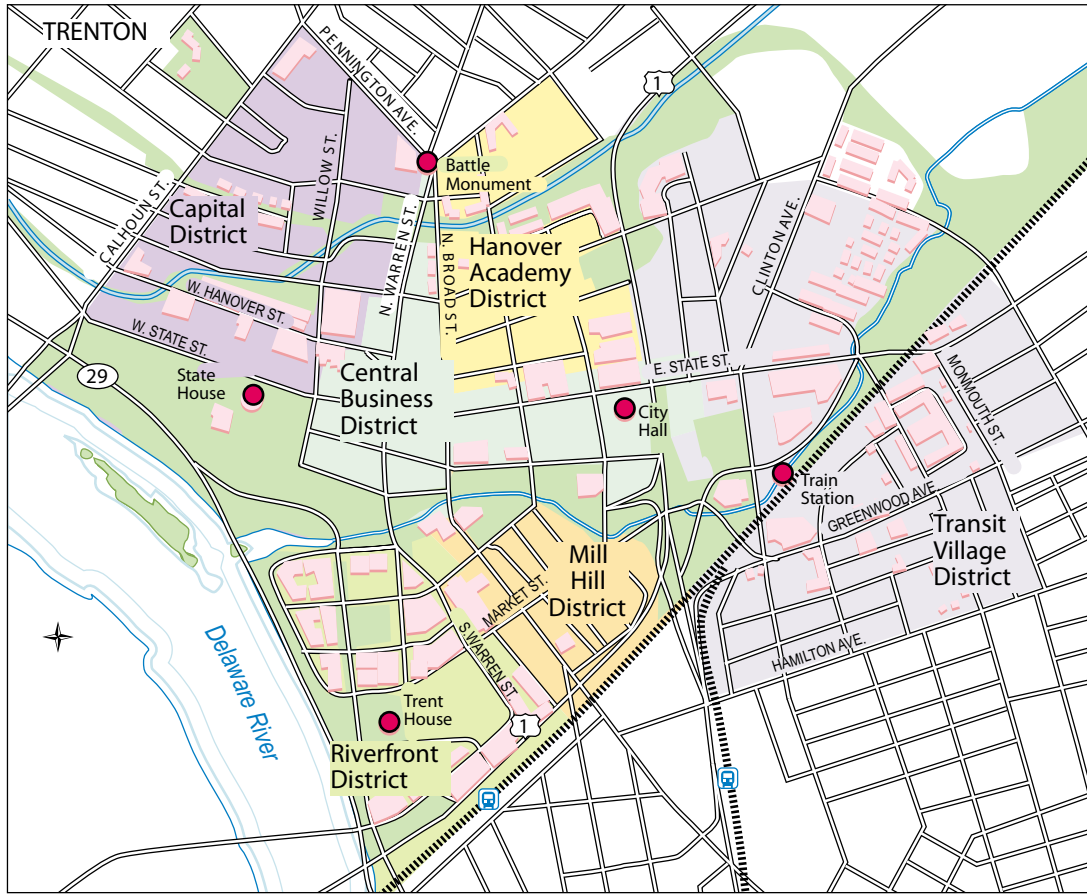 TRENTON
PENNINGTON AVE.
1
Battle
Monument
WILLOW ST.
CALHOUN ST.
Capital
District
N. WARREN ST.
N. BROAD ST.
Hanover
Academy
District
CLINTON AVE.
W. HANOVER ST.
W. STATE ST.
29
State
House
Central
Business
District
E. STATE ST.
City
Hall
MONMOUTH ST.
Train
Station
GREENWOOD AVE
Transit
Village
District
Mill
Hill
District
MARKET ST.
S. WARREN ST.
HAMILTON AVE.
Delaware River
Trent
House
1
Riverfront
District